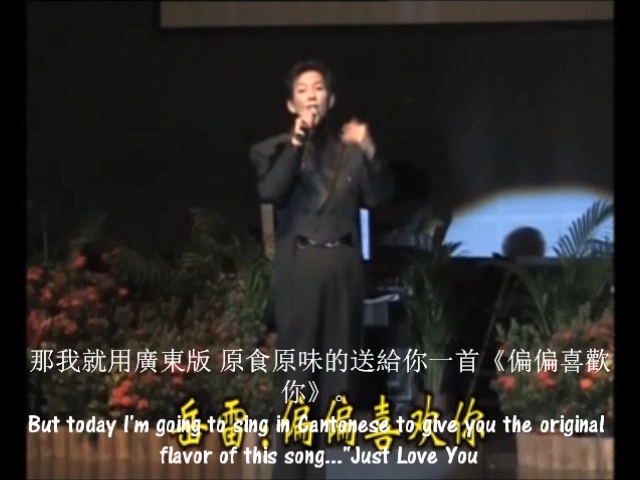 那我就用廣東版 原食原味的送給你一首《偏偏喜歡
你》。
岳雷:偏偏喜欢你
But today I'm going to sing in Cantonese to give you the original
flavor of this song..."Just Love You